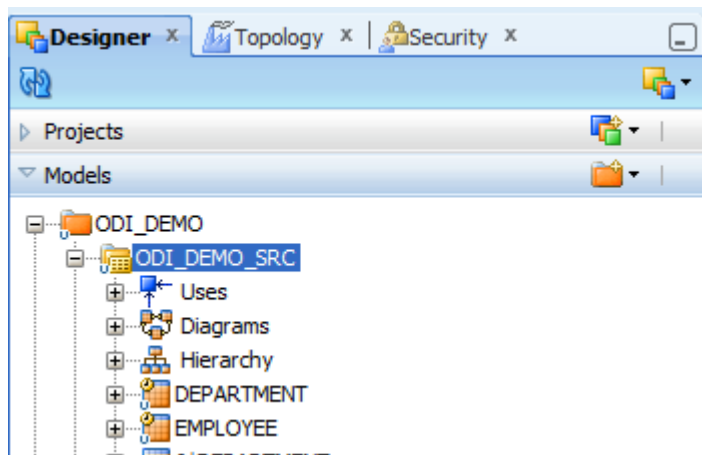 Designer x Topology x Security x
Projects
Models
ODI_DEMO
ODI_DEMO_SRC
Uses
Diagrams
Hierarchy
DEPARTMENT
EMPLOYEE